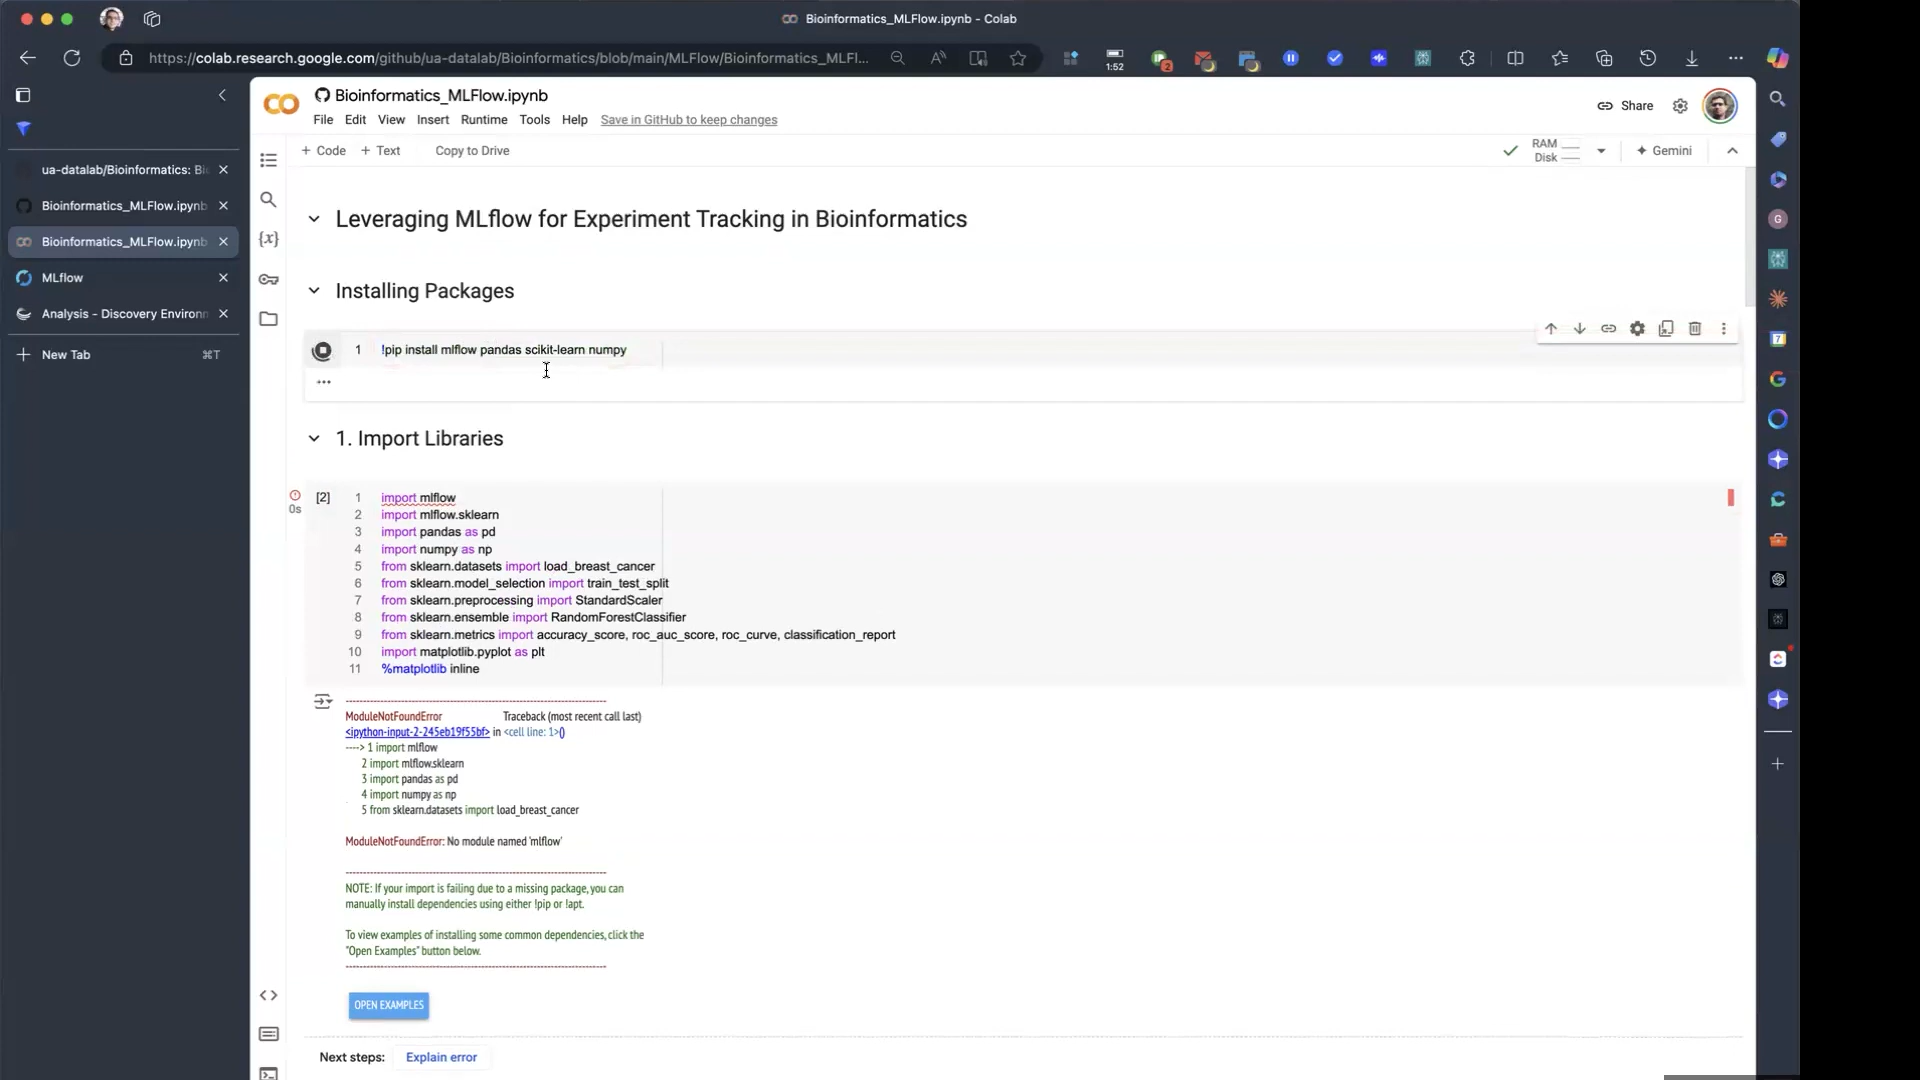 Bioinformatics_MLFlow.ipynb - Colab
https://colab.research.google.com/github/ua-datalab/Bioinformatics/blob/main/MLFlow/Bioinformatics_MLFl...
1:52
2
ua-datalab/Bioinformatics: Bi
Bioinformatics_MLFlow.ipynb
Bioinformatics_MLFlow.ipynb
MLflow
Analysis - Discovery Environ
New Tab
⌘T
Bioinformatics_MLFlow.ipynb
File Edit View Insert Runtime Tools Help Save in GitHub to keep changes
Share
+ Code + Text Copy to Drive
RAM
Disk
Gemini
Leveraging MLflow for Experiment Tracking in Bioinformatics
Installing Packages
1 !pip install mlflow pandas scikit-learn numpy
...
1. Import Libraries
[2]
0s
1 import mlflow
2 import mlflow.sklearn
3 import pandas as pd
4 import numpy as np
5 from sklearn.datasets import load_breast_cancer
6 from sklearn.model_selection import train_test_split
7 from sklearn.preprocessing import StandardScaler
8 from sklearn.ensemble import RandomForestClassifier
9 from sklearn.metrics import accuracy_score, roc_auc_score, roc_curve, classification_report
10 import matplotlib.pyplot as plt
11 %matplotlib inline
---------------------------------------------------------------------------
ModuleNotFoundError Traceback (most recent call last)
<ipython-input-2-245eb19f55bf> in <cell line: 1>()
----> 1 import mlflow
2 import mlflow.sklearn
3 import pandas as pd
4 import numpy as np
5 from sklearn.datasets import load_breast_cancer
ModuleNotFoundError: No module named 'mlflow'
---------------------------------------------------------------------------
NOTE: If your import is failing due to a missing package, you can
manually install dependencies using either !pip or !apt.
To view examples of installing some common dependencies, click the
"Open Examples" button below.
---------------------------------------------------------------------------
OPEN EXAMPLES
Next steps: Explain error